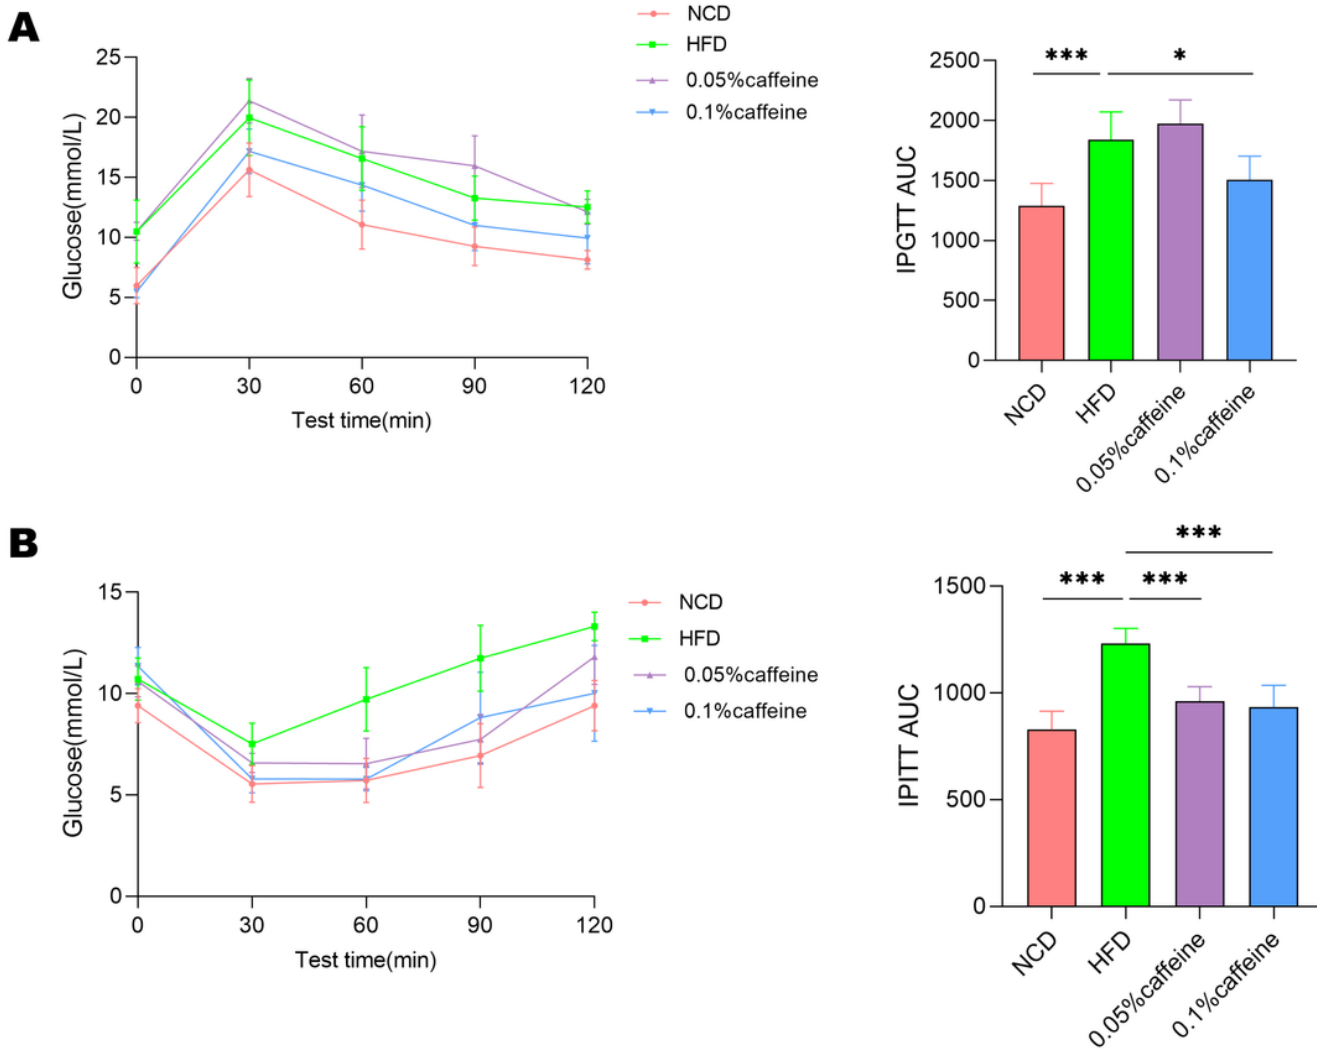 A
NCD
HFD
0.05%caffeine
0.1%caffeine
Glucose(mmol/L)
25
20
15
10
5
0
0 30 60 90 120
Test time(min)
*** *
IPGTT AUC
2500
2000
1500
1000
500
0
NCD HFD 0.05%caffeine 0.1%caffeine
B
NCD
HFD
0.05%caffeine
0.1%caffeine
Glucose(mmol/L)
15
10
5
0
0 30 60 90 120
Test time(min)
***
*** ***
IPITT AUC
1500
1000
500
0
NCD HFD 0.05%caffeine 0.1%caffeine